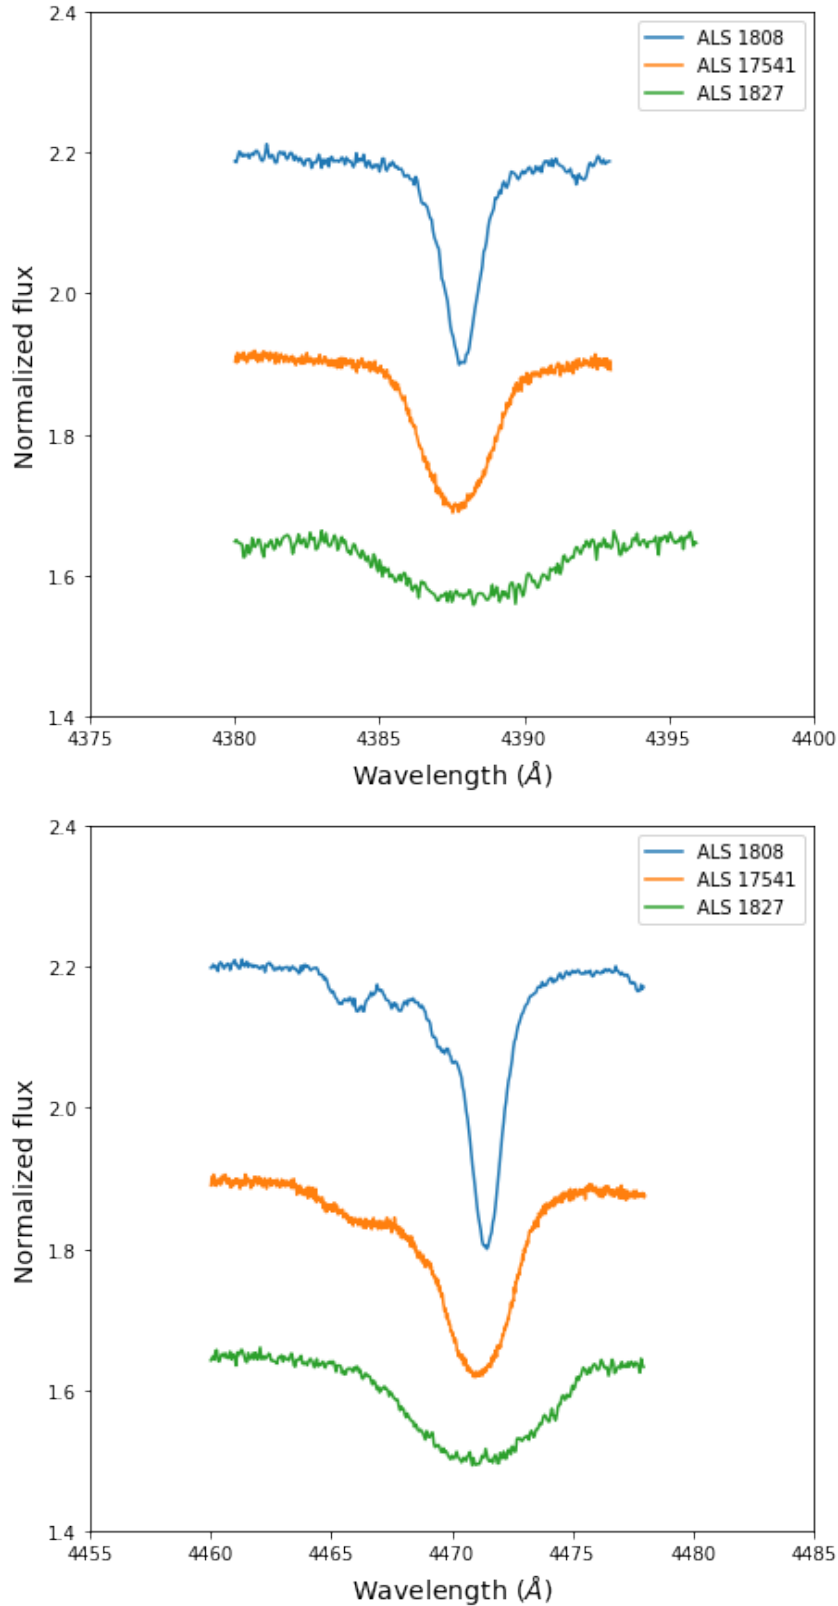 2.4
ALS 1808
ALS 17541
ALS 1827
2.2
2.0
1.8
1.6
1.4
Normalized flux
4375
4380
4385
4390
4395
4400
Wavelength (Å)
2.4
ALS 1808
ALS 17541
ALS 1827
2.2
2.0
1.8
1.6
1.4
Normalized flux
4455
4460
4465
4470
4475
4480
4485
Wavelength (Å)